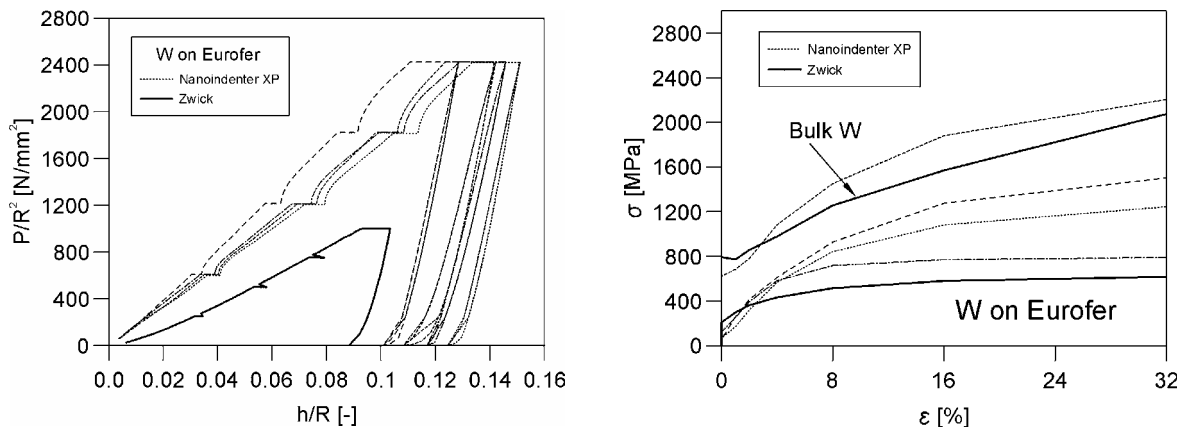 W on Eurofer
Nanoindenter XP
Zwick
P/R² [N/mm²]
2800
2400
2000
1600
1200
800
400
0
0.0 0.02 0.04 0.06 0.08 0.1 0.12 0.14 0.16
h/R [-]
Nanoindenter XP
Zwick
Bulk W
W on Eurofer
σ [MPa]
2800
2400
2000
1600
1200
800
400
0
0 8 16 24 32
ε [%]